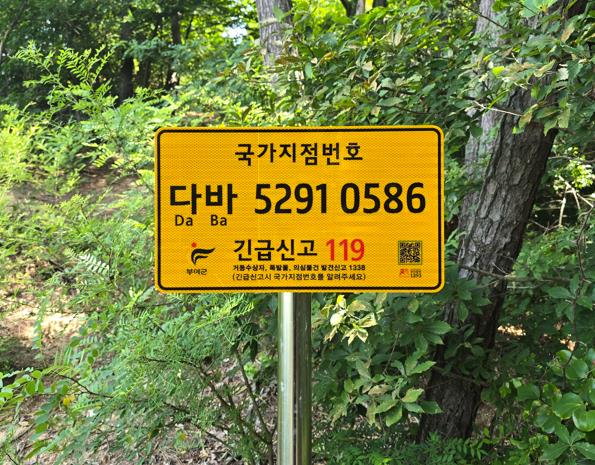 국가지점번호
다바 5291 0586
Da Ba
긴급신고 119
부여군
거동수상자, 폭발물, 의심물건 발견신고 1338
(긴급신고시 국가지점번호를 알려주세요)